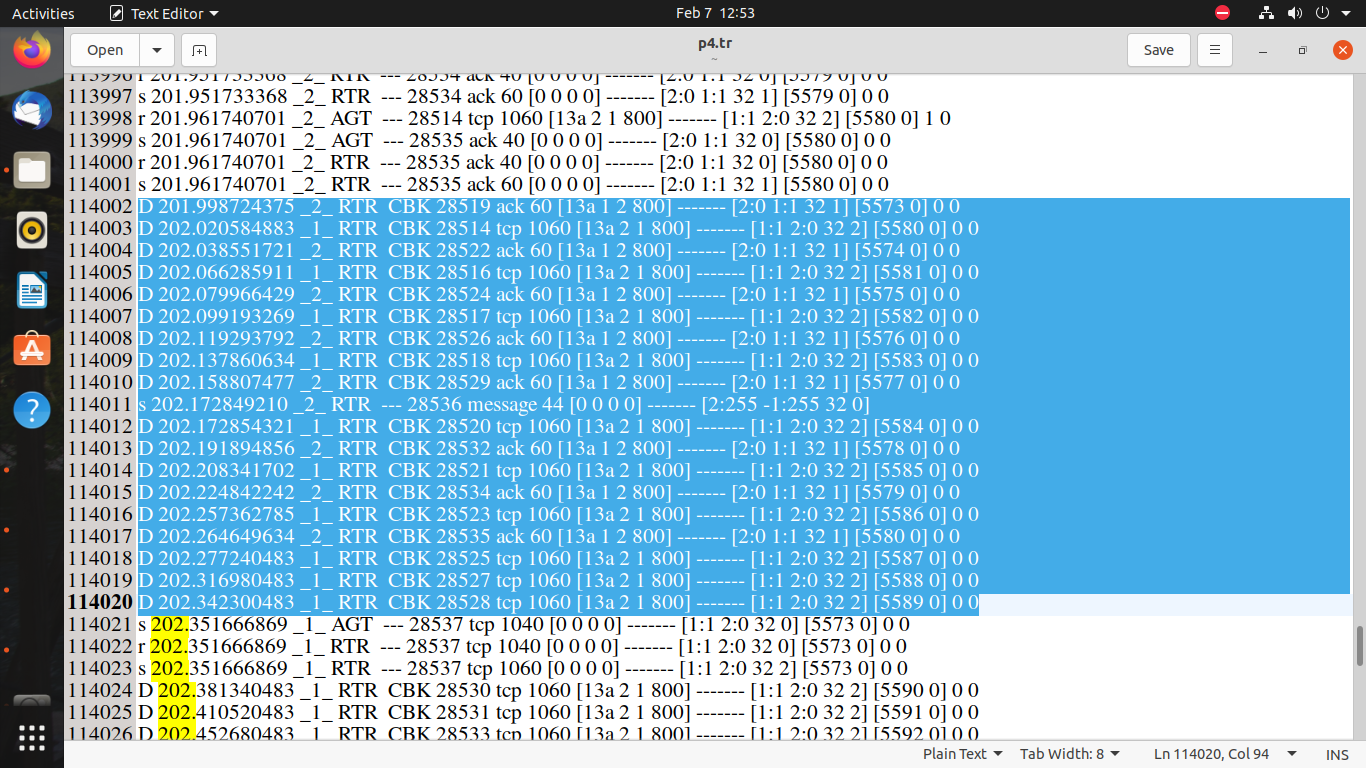 Activities Text Editor Feb 7 12:53
Open p4.tr Save
~
113996 r 201.951733368 _2_ RTR --- 28534 ack 40 [0 0 0 0] ------- [2:0 1:1 32 0] [5579 0] 0 0
113997 s 201.951733368 _2_ RTR --- 28534 ack 60 [0 0 0 0] ------- [2:0 1:1 32 1] [5579 0] 0 0
113998 r 201.961740701 _2_ AGT --- 28514 tcp 1060 [13a 2 1 800] ------- [1:1 2:0 32 2] [5580 0] 1 0
113999 s 201.961740701 _2_ AGT --- 28535 ack 40 [0 0 0 0] ------- [2:0 1:1 32 0] [5580 0] 0 0
114000 r 201.961740701 _2_ RTR --- 28535 ack 40 [0 0 0 0] ------- [2:0 1:1 32 0] [5580 0] 0 0
114001 s 201.961740701 _2_ RTR --- 28535 ack 60 [0 0 0 0] ------- [2:0 1:1 32 1] [5580 0] 0 0
114002 D 201.998724375 _2_ RTR CBK 28519 ack 60 [13a 1 2 800] ------- [2:0 1:1 32 1] [5573 0] 0 0
114003 D 202.020584883 _1_ RTR CBK 28514 tcp 1060 [13a 2 1 800] ------- [1:1 2:0 32 2] [5580 0] 0 0
114004 D 202.038551721 _2_ RTR CBK 28522 ack 60 [13a 1 2 800] ------- [2:0 1:1 32 1] [5574 0] 0 0
114005 D 202.066285911 _1_ RTR CBK 28516 tcp 1060 [13a 2 1 800] ------- [1:1 2:0 32 2] [5581 0] 0 0
114006 D 202.079966429 _2_ RTR CBK 28524 ack 60 [13a 1 2 800] ------- [2:0 1:1 32 1] [5575 0] 0 0
114007 D 202.099193269 _1_ RTR CBK 28517 tcp 1060 [13a 2 1 800] ------- [1:1 2:0 32 2] [5582 0] 0 0
114008 D 202.119293792 _2_ RTR CBK 28526 ack 60 [13a 1 2 800] ------- [2:0 1:1 32 1] [5576 0] 0 0
114009 D 202.137860634 _1_ RTR CBK 28518 tcp 1060 [13a 2 1 800] ------- [1:1 2:0 32 2] [5583 0] 0 0
114010 D 202.158807477 _2_ RTR CBK 28529 ack 60 [13a 1 2 800] ------- [2:0 1:1 32 1] [5577 0] 0 0
114011 s 202.172849210 _2_ RTR --- 28536 message 44 [0 0 0 0] ------- [2:255 -1:255 32 0]
114012 D 202.172854321 _1_ RTR CBK 28520 tcp 1060 [13a 2 1 800] ------- [1:1 2:0 32 2] [5584 0] 0 0
114013 D 202.191894856 _2_ RTR CBK 28532 ack 60 [13a 1 2 800] ------- [2:0 1:1 32 1] [5578 0] 0 0
114014 D 202.208341702 _1_ RTR CBK 28521 tcp 1060 [13a 2 1 800] ------- [1:1 2:0 32 2] [5585 0] 0 0
114015 D 202.224842242 _2_ RTR CBK 28534 ack 60 [13a 1 2 800] ------- [2:0 1:1 32 1] [5579 0] 0 0
114016 D 202.257362785 _1_ RTR CBK 28523 tcp 1060 [13a 2 1 800] ------- [1:1 2:0 32 2] [5586 0] 0 0
114017 D 202.264649634 _2_ RTR CBK 28535 ack 60 [13a 1 2 800] ------- [2:0 1:1 32 1] [5580 0] 0 0
114018 D 202.277240483 _1_ RTR CBK 28525 tcp 1060 [13a 2 1 800] ------- [1:1 2:0 32 2] [5587 0] 0 0
114019 D 202.316980483 _1_ RTR CBK 28527 tcp 1060 [13a 2 1 800] ------- [1:1 2:0 32 2] [5588 0] 0 0
114020 D 202.342300483 _1_ RTR CBK 28528 tcp 1060 [13a 2 1 800] ------- [1:1 2:0 32 2] [5589 0] 0 0
114021 s 202.351666869 _1_ AGT --- 28537 tcp 1040 [0 0 0 0] ------- [1:1 2:0 32 0] [5573 0] 0 0
114022 r 202.351666869 _1_ RTR --- 28537 tcp 1040 [0 0 0 0] ------- [1:1 2:0 32 0] [5573 0] 0 0
114023 s 202.351666869 _1_ RTR --- 28537 tcp 1060 [0 0 0 0] ------- [1:1 2:0 32 2] [5573 0] 0 0
114024 D 202.381340483 _1_ RTR CBK 28530 tcp 1060 [13a 2 1 800] ------- [1:1 2:0 32 2] [5590 0] 0 0
114025 D 202.410520483 _1_ RTR CBK 28531 tcp 1060 [13a 2 1 800] ------- [1:1 2:0 32 2] [5591 0] 0 0
114026 D 202.452680483 _1_ RTR CBK 28533 tcp 1060 [13a 2 1 800] ------- [1:1 2:0 32 2] [5592 0] 0 0
Plain Text Tab Width: 8 Ln 114020, Col 94 INS